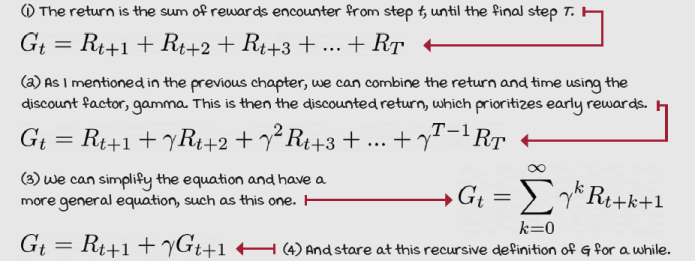 (1) The return is the sum of rewards encounter from step t, until the final step T.
G_t = R_{t+1} + R_{t+2} + R_{t+3} + ... + R_T
(2) As I mentioned in the previous chapter, we can combine the return and time using the
discount factor, gamma. This is then the discounted return, which prioritizes early rewards.
G_t = R_{t+1} + γR_{t+2} + γ^2 R_{t+3} + ... + γ^{T-1} R_T
(3) We can simplify the equation and have a
more general equation, such as this one.
G_t = \sum_{k=0}^{∞} γ^k R_{t+k+1}
G_t = R_{t+1} + γG_{t+1}
(4) And stare at this recursive definition of G for a while.